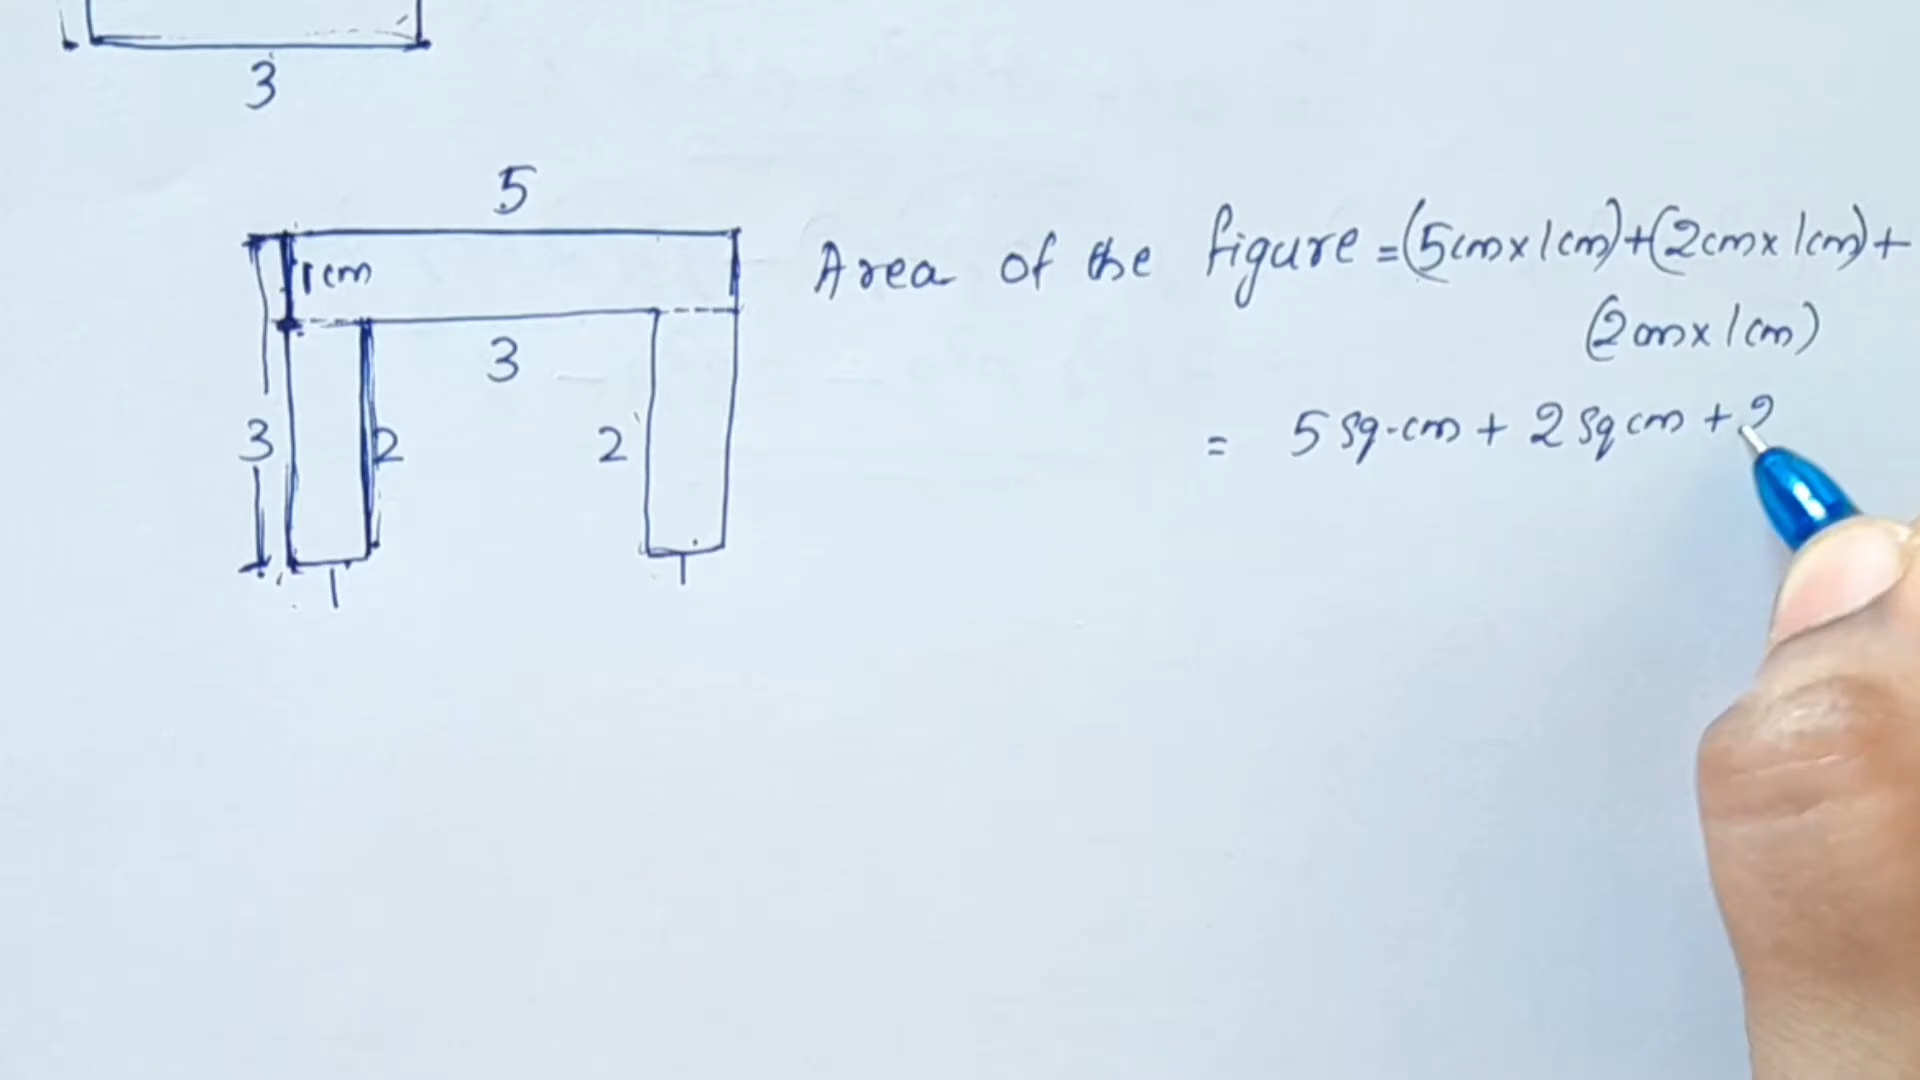 3
5
1cm
3
3
2
2
1
1
Area of the figure = (5cm x 1cm) + (2cm x 1cm) +
(2cm x 1cm)
= 5 sq.cm + 2 sq cm + 2